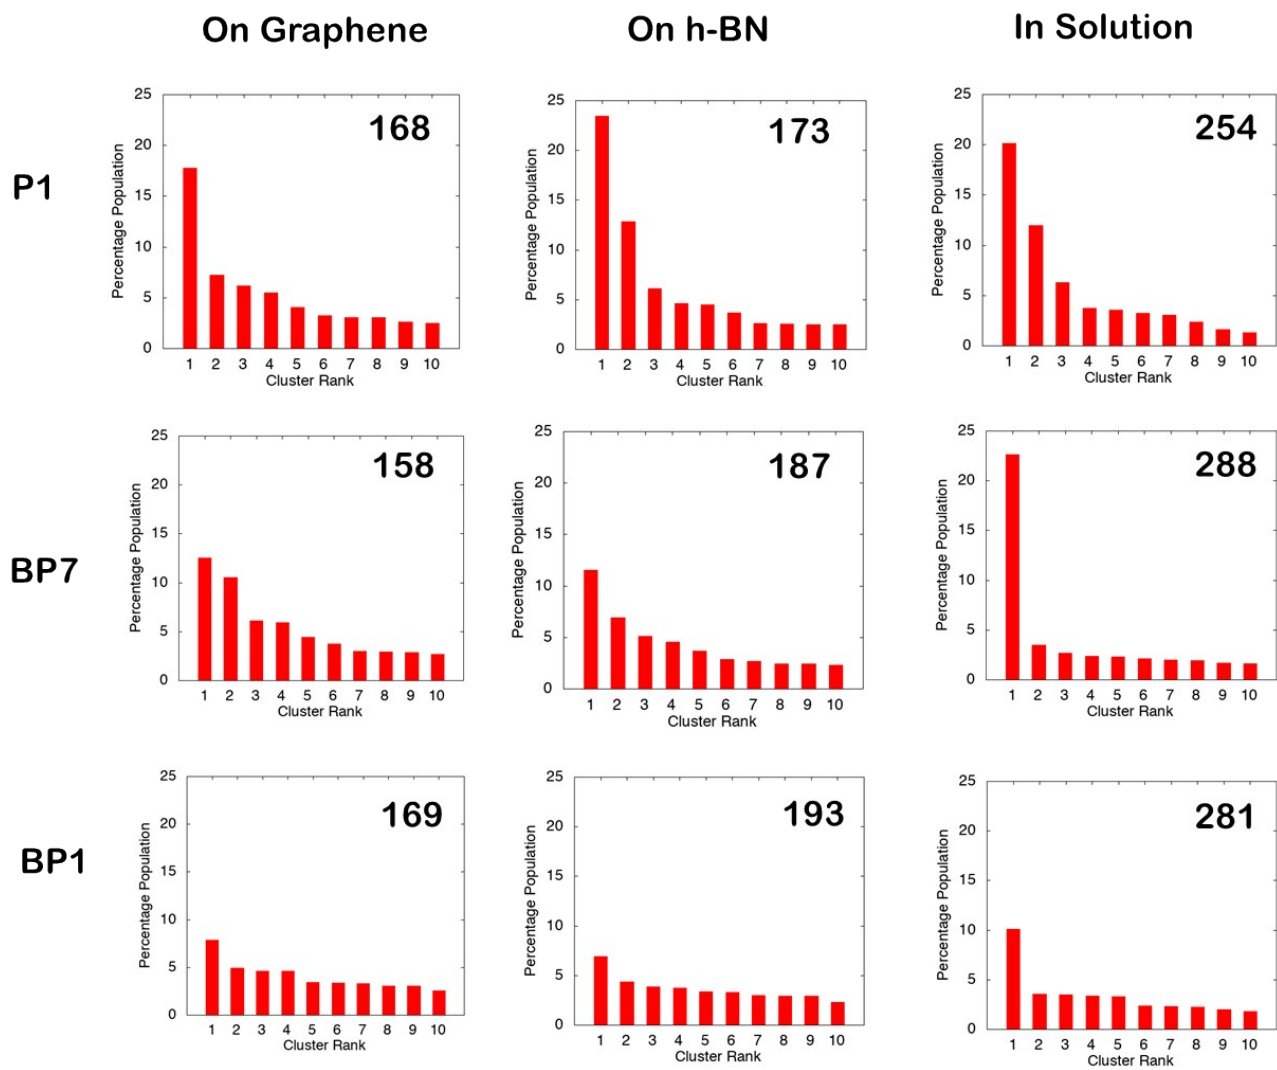 On Graphene
On h-BN
In Solution
P1
Percentage Population
25
20
15
10
5
0
168
1 2 3 4 5 6 7 8 9 10
Cluster Rank
Percentage Population
25
20
15
10
5
0
173
1 2 3 4 5 6 7 8 9 10
Cluster Rank
Percentage Population
25
20
15
10
5
0
254
1 2 3 4 5 6 7 8 9 10
Cluster Rank
BP7
Percentage Population
25
20
15
10
5
0
158
1 2 3 4 5 6 7 8 9 10
Cluster Rank
Percentage Population
25
20
15
10
5
0
187
1 2 3 4 5 6 7 8 9 10
Cluster Rank
Percentage Population
25
20
15
10
5
0
288
1 2 3 4 5 6 7 8 9 10
Cluster Rank
BP1
Percentage Population
25
20
15
10
5
0
169
1 2 3 4 5 6 7 8 9 10
Cluster Rank
Percentage Population
25
20
15
10
5
0
193
1 2 3 4 5 6 7 8 9 10
Cluster Rank
Percentage Population
25
20
15
10
5
0
281
1 2 3 4 5 6 7 8 9 10
Cluster Rank